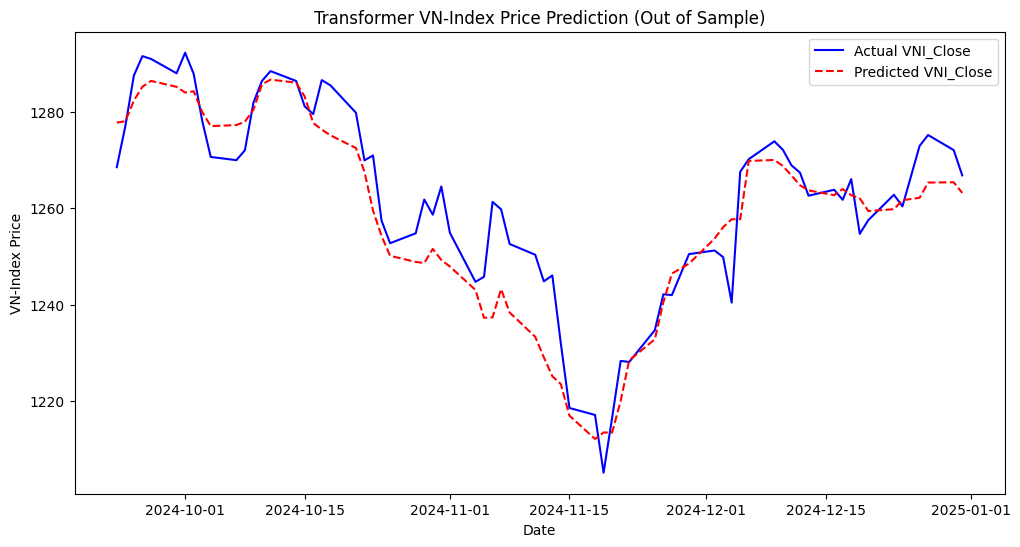 Transformer VN-Index Price Prediction (Out of Sample)
Actual VNI_Close
Predicted VNI_Close
VN-Index Price
1280
1260
1240
1220
2024-10-01
2024-10-15
2024-11-01
2024-11-15
2024-12-01
2024-12-15
2025-01-01
Date